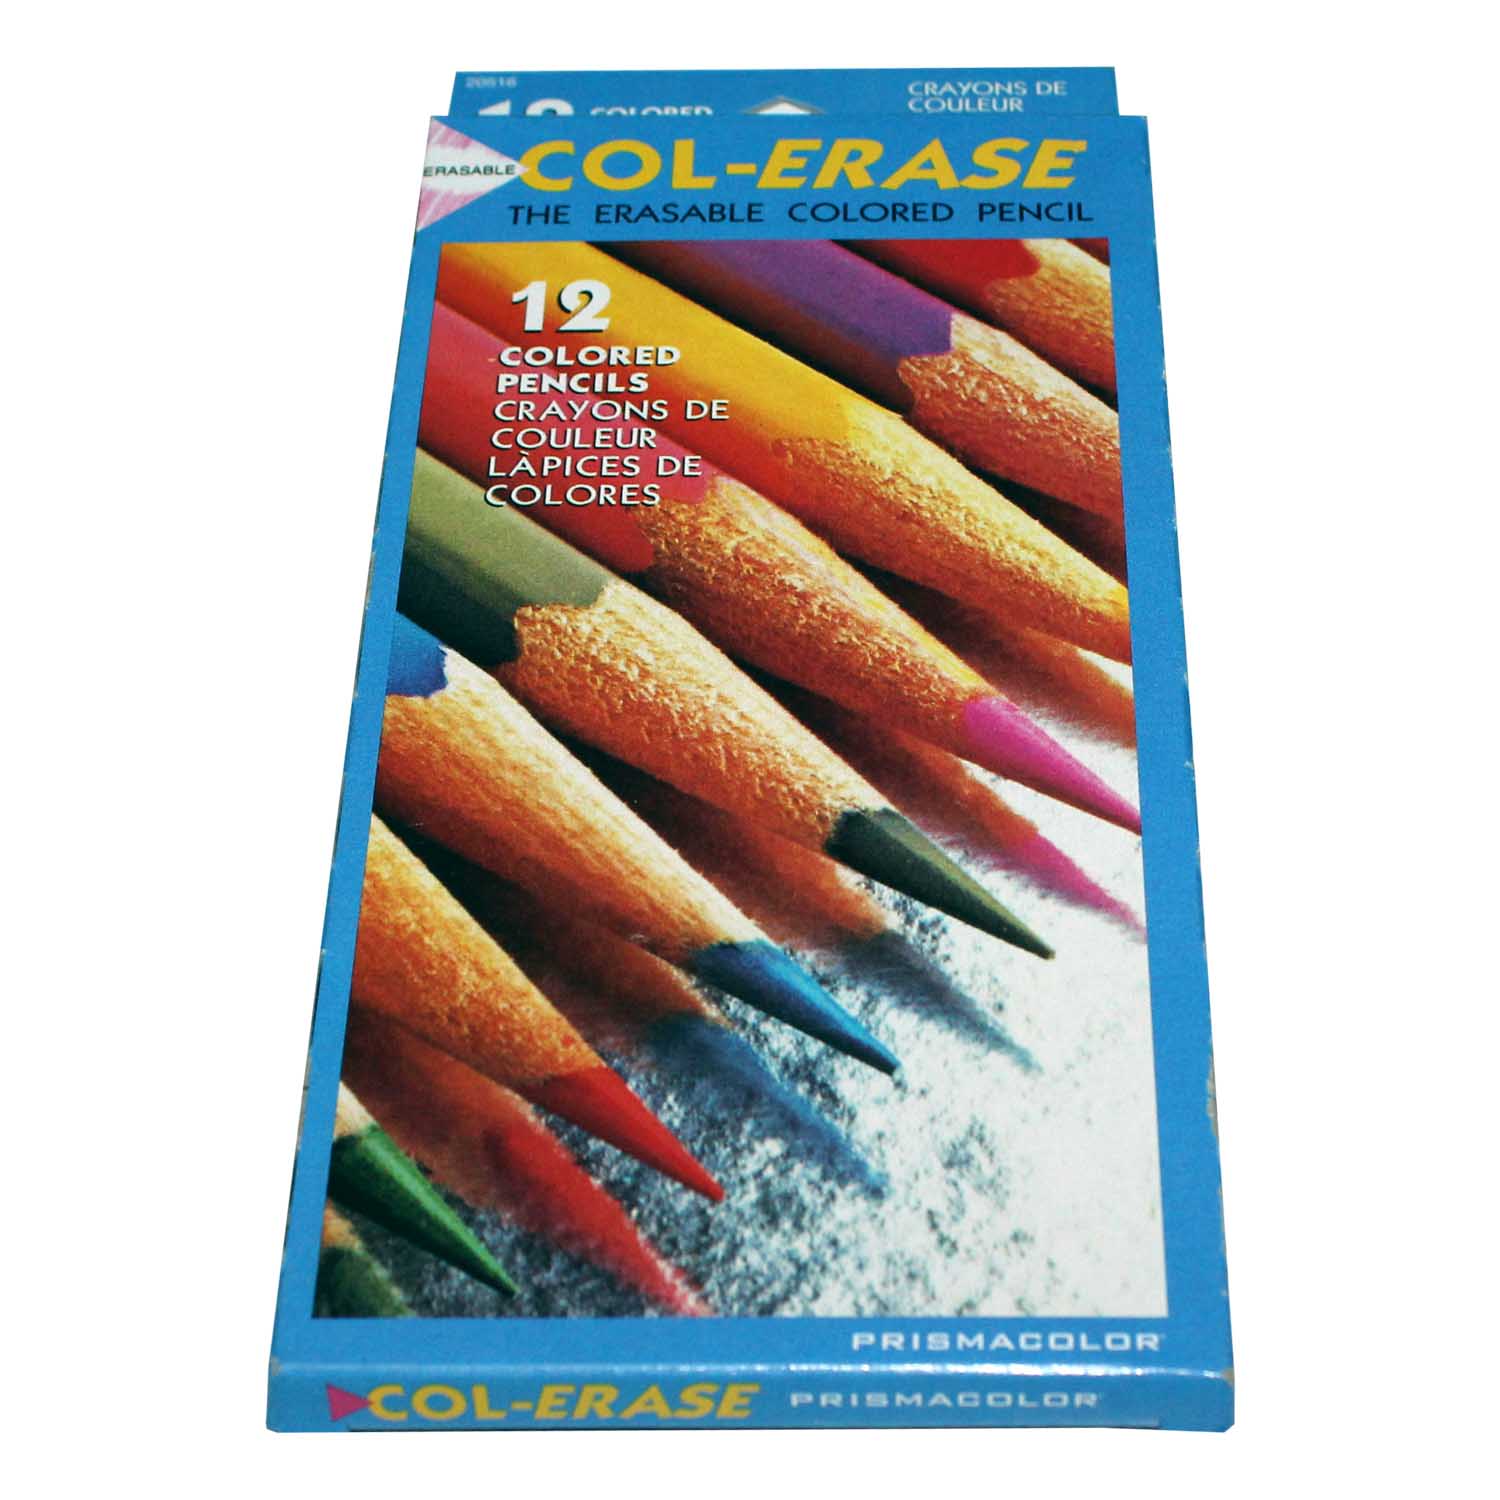 20516
12 COLORED
CRAYONS DE
COULEUR
ERASABLE
COL-ERASE
THE ERASABLE COLORED PENCIL
12
COLORED
PENCILS
CRAYONS DE
COULEUR
LÀPICES DE
COLORES
PRISMACOLOR
COL-ERASE PRISMACOLOR